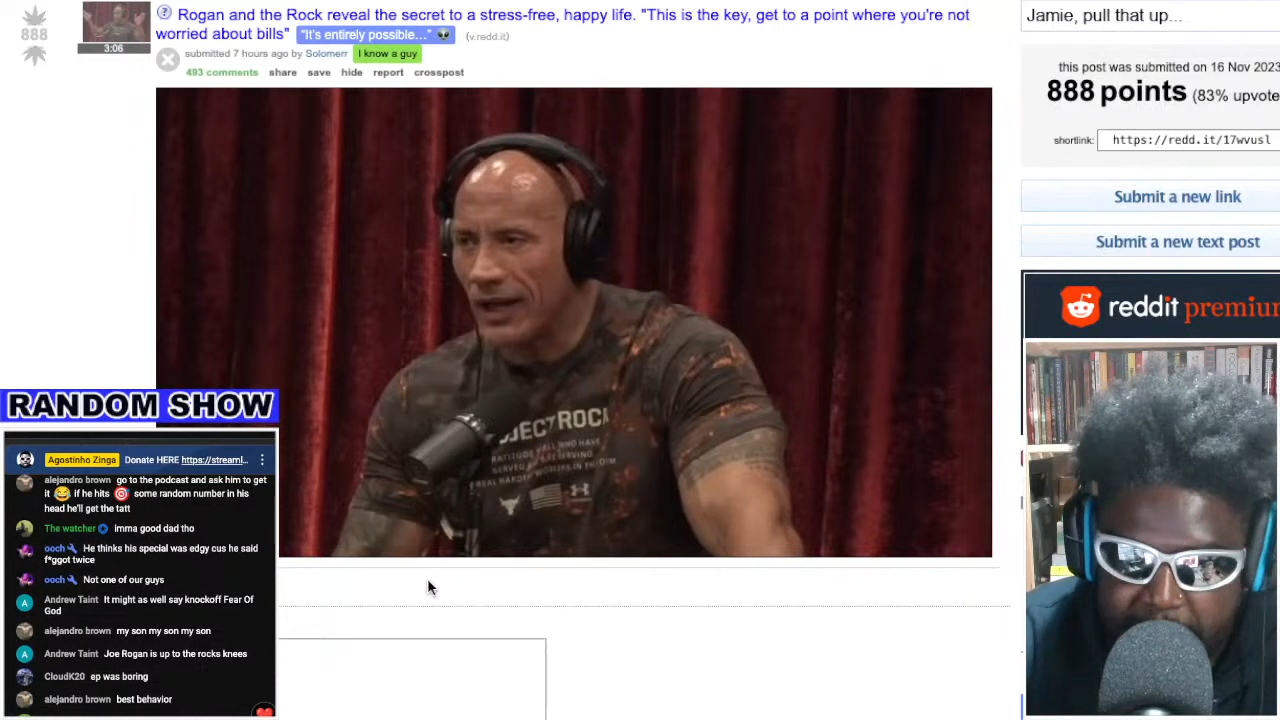 888
3:06
Rogan and the Rock reveal the secret to a stress-free, happy life. "This is the key, get to a point where you're not
worried about bills" "It's entirely possible..." 👽 (v.redd.it)
submitted 7 hours ago by Solomerr I know a guy
493 comments share save hide report crosspost
Jamie, pull that up...
this post was submitted on 16 Nov 2023
888 points (83% upvote
shortlink: https://redd.it/17wvusl
Submit a new link
Submit a new text post
reddit premium
JECT ROCK
RANDOM SHOW
Agostinho Zinga Donate HERE https://streaml...
alejandro brown go to the podcast and ask him to get
it 😂 if he hits 🎯 some random number in his
head he'll get the tatt
The watcher imma good dad tho
ooch He thinks his special was edgy cus he said
f*ggot twice
ooch Not one of our guys
A Andrew Taint It might as well say knockoff Fear Of
God
alejandro brown my son my son my son
A Andrew Taint Joe Rogan is up to the rocks knees
CloudK20 ep was boring
alejandro brown best behavior